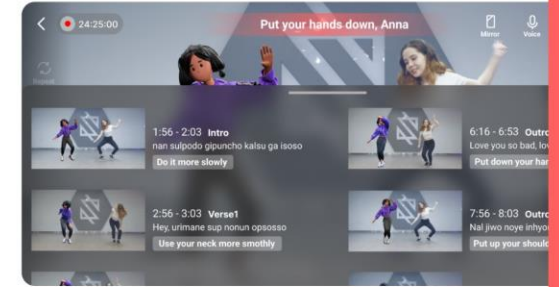 24:25:00
Put your hands down, Anna
Mirror
Voice
Repeat
1:56 - 2:03 Intro
nan sulpodo gipuncho kalsu ga isoso
Do it more slowly
6:16 - 6:53 Outro
Love you so bad, lo
Put down your har
2:56 - 3:03 Verse1
Hey, urimane sup nonun opsosso
Use your neck more smothly
7:56 - 8:03 Outro
Nal jiwo noye inhyo
Put up your should